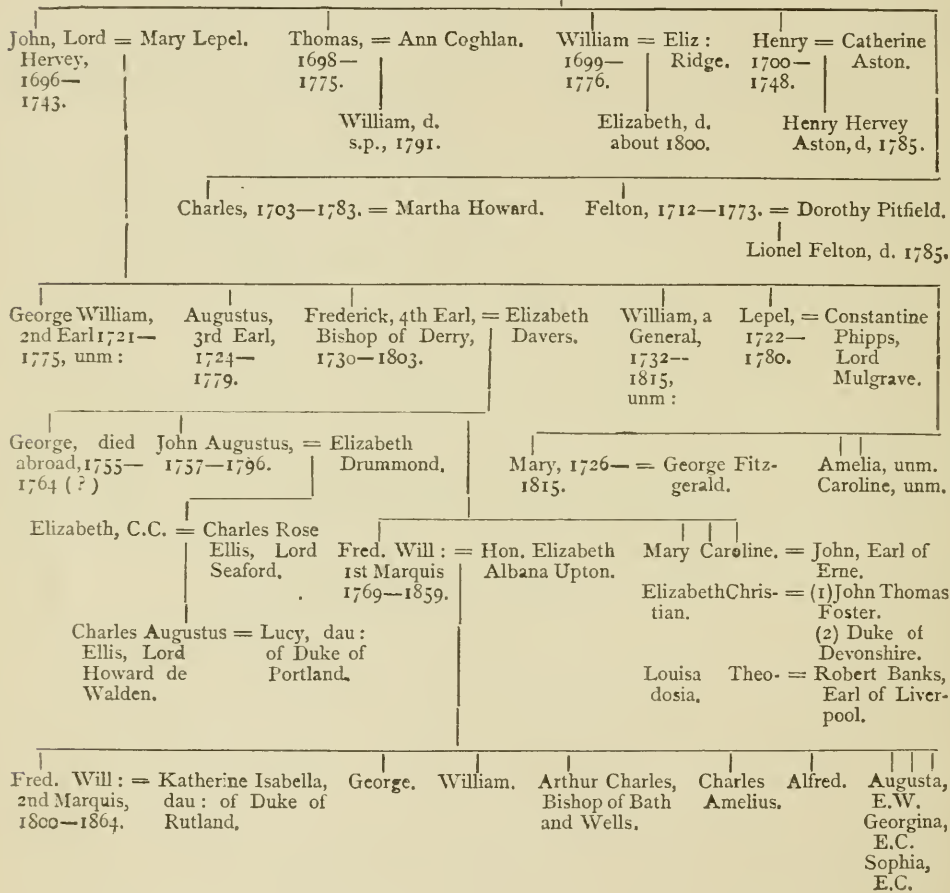 John, Lord = Mary Lepel.
Hervey,
1696—
1743.
Thomas, = Ann Coghlan.
1698—
1775.
William, d.
s.p., 1791.
William = Eliz :
1699— Ridge.
1776.
Elizabeth, d.
about 1800.
Henry = Catherine
1700— Aston.
1748.
Henry Hervey
Aston, d, 1785.
Charles, 1703—1783. = Martha Howard.
Felton, 1712—1773. = Dorothy Pitfield.
Lionel Felton, d. 1785.
George William,
2nd Earl 1721—
1775, unm :
Augustus,
3rd Earl,
1724—
1779.
Frederick, 4th Earl, = Elizabeth
Bishop of Derry, Davers.
1730—1803.
William, a
General,
1732--
1815,
unm :
Lepel, = Constantine
1722— Phipps,
1780. Lord
Mulgrave.
George, died
abroad, 1755—
1764 (?)
John Augustus, = Elizabeth
1757—1796. Drummond.
Mary, 1726— = George Fitz-
1815. gerald.
Amelia, unm.
Caroline, unm.
Elizabeth, C.C. = Charles Rose
Ellis, Lord
Seaford.
Fred. Will : = Hon. Elizabeth
1st Marquis Albana Upton.
1769—1859.
Mary Caroline. = John, Earl of
Erne.
Elizabeth Chris- = (1) John Thomas
tian. Foster.
(2) Duke of
Devonshire.
Louisa Theo- = Robert Banks,
dosia. Earl of Liver-
pool.
Charles Augustus = Lucy, dau :
Ellis, Lord of Duke of
Howard de Portland.
Walden.
Fred. Will : = Katherine Isabella,
2nd Marquis, dau : of Duke of
1800—1864. Rutland.
George.
William.
Arthur Charles,
Bishop of Bath
and Wells.
Charles
Amelius.
Alfred.
Augusta,
E.W.
Georgina,
E.C.
Sophia,
E.C.